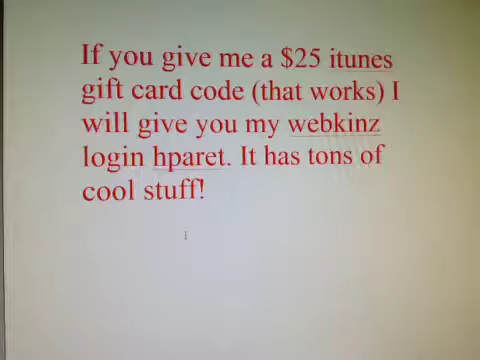 If you give me a $25 itunes
gift card code (that works) I
will give you my webkinz
login hparet. It has tons of
cool stuff!